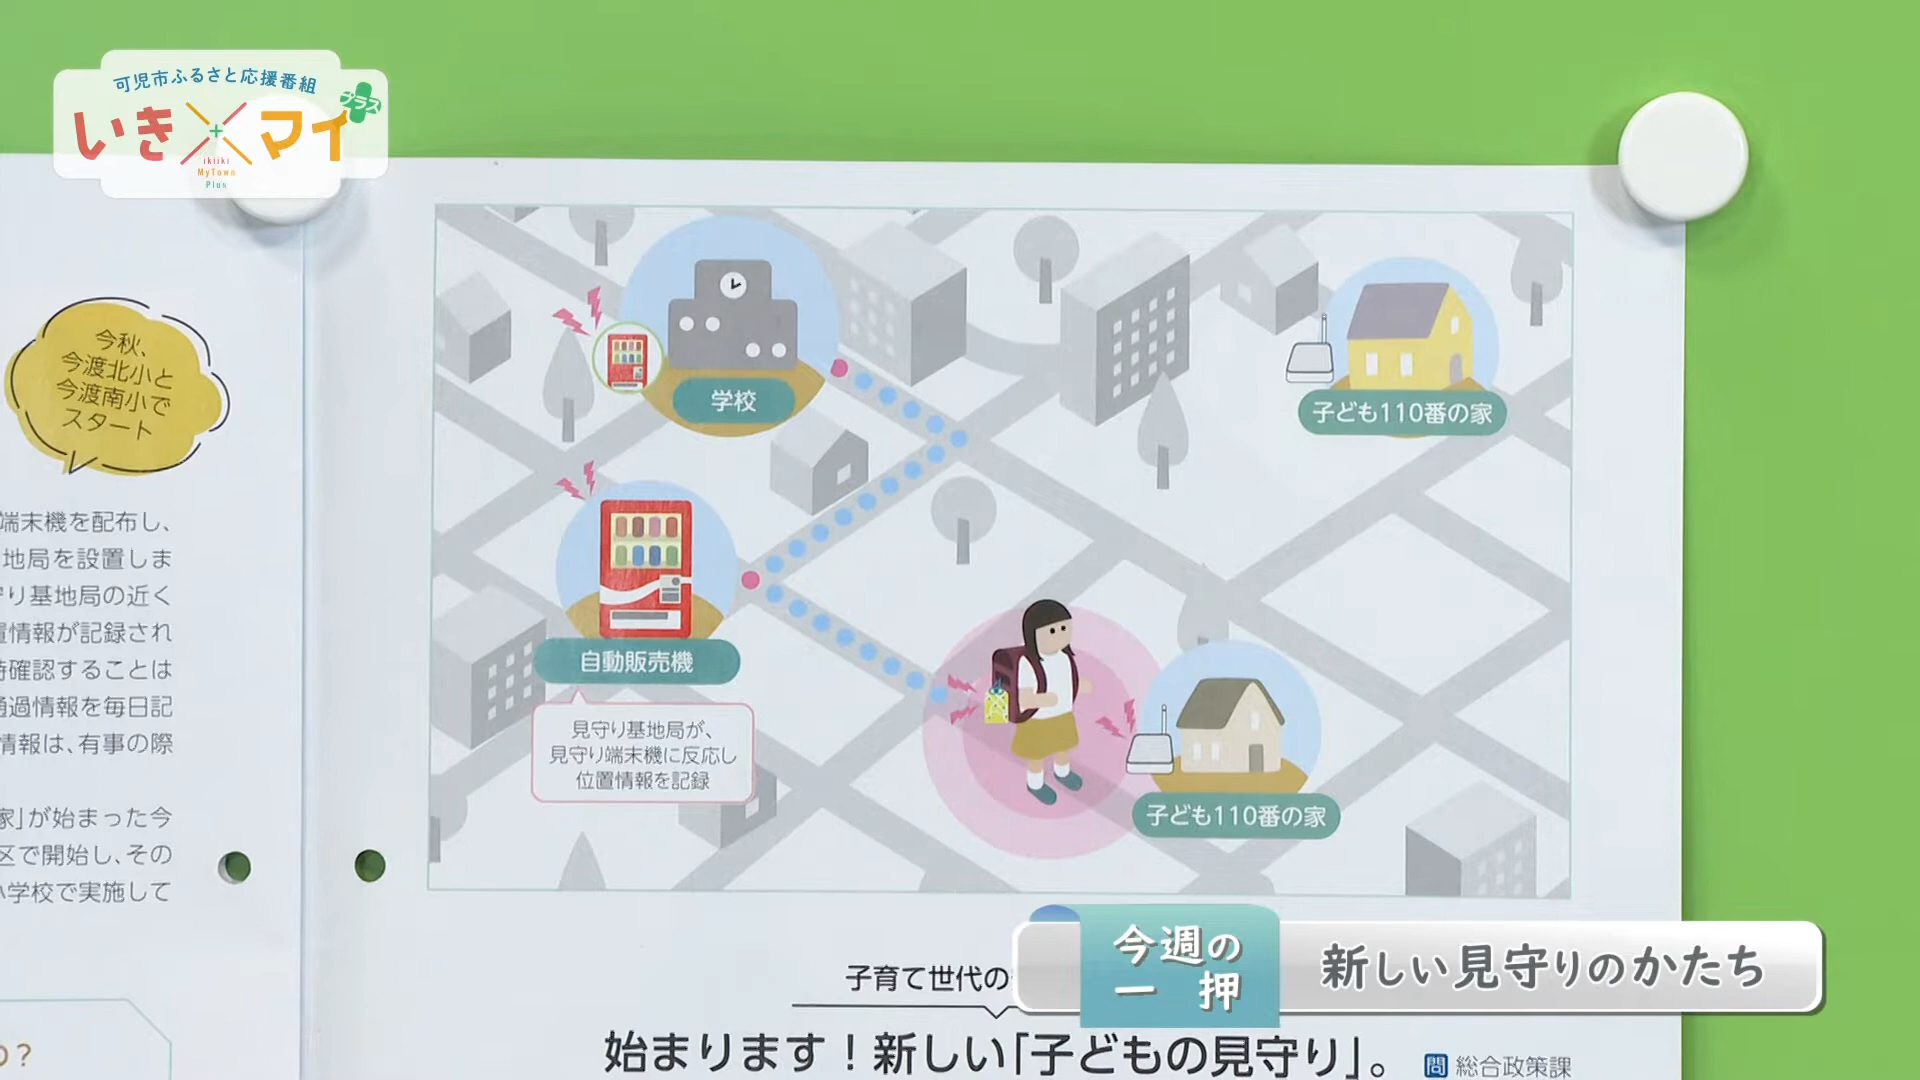 可児市ふるさと応援番組
いき×マイ
プラス
ikiiki
MyTown
Plus
今秋、
今渡北小と
今渡南小で
スタート
端末機を配布し、
地局を設置しま
り基地局の近く
情報が記録され
確認することは
通過情報を毎日記
情報は、有事の際
家」が始まった今
区で開始し、その
小学校で実施して
の？
学校
子ども110番の家
自動販売機
見守り基地局が、
見守り端末機に反応し
位置情報を記録
子ども110番の家
今週の
一押
新しい見守りのかたち
子育て世代の
始まります！新しい「子どもの見守り」。
問 総合政策課